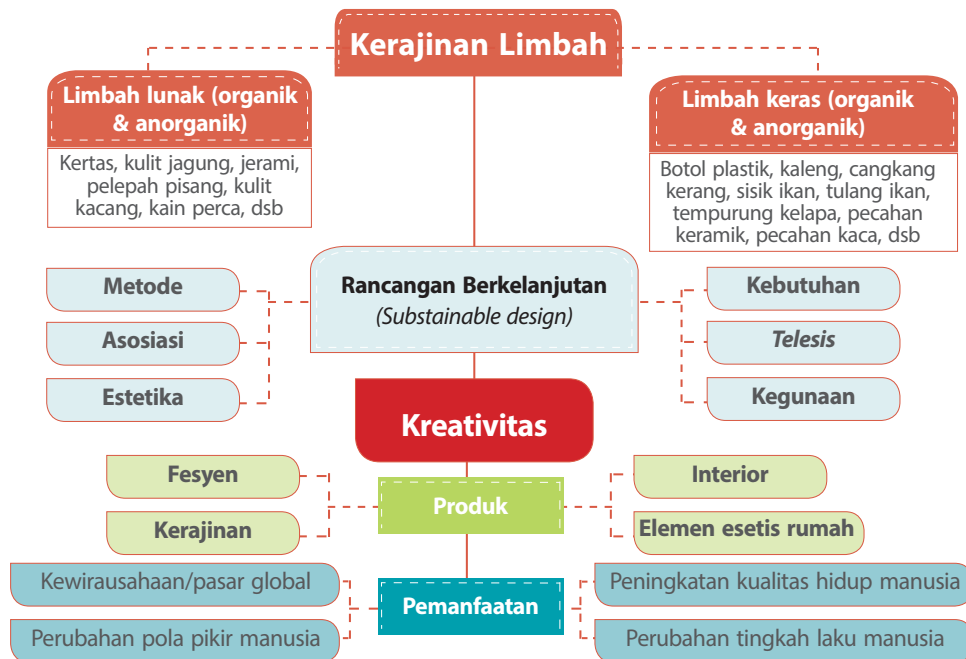 Kerajinan Limbah
Limbah lunak (organik
& anorganik)
Kertas, kulit jagung, jerami,
pelepah pisang, kulit
kacang, kain perca, dsb
Limbah keras (organik
& anorganik)
Botol plastik, kaleng, cangkang
kerang, sisik ikan, tulang ikan,
tempurung kelapa, pecahan
keramik, pecahan kaca, dsb
Rancangan Berkelanjutan
(Substainable design)
Metode
Asosiasi
Estetika
Kebutuhan
Telesis
Kegunaan
Kreativitas
Fesyen
Kerajinan
Produk
Interior
Elemen esetis rumah
Kewirausahaan/pasar global
Perubahan pola pikir manusia
Pemanfaatan
Peningkatan kualitas hidup manusia
Perubahan tingkah laku manusia